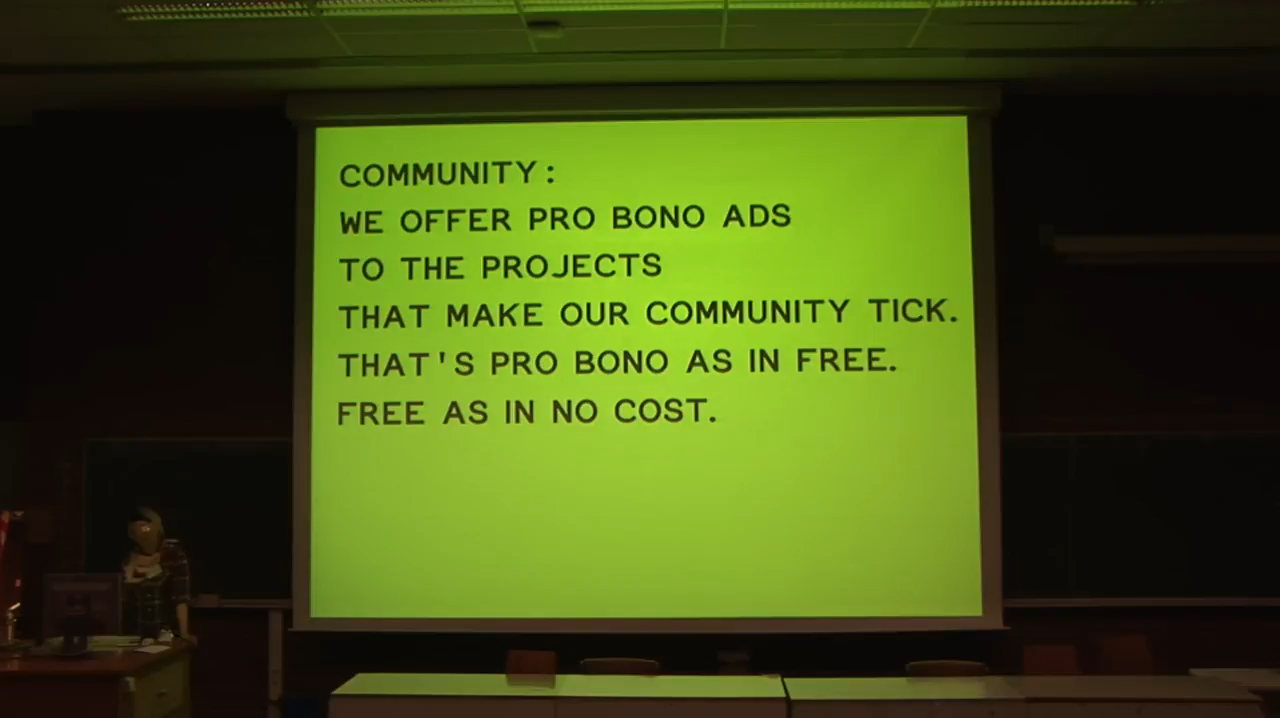 COMMUNITY:
WE OFFER PRO BONO ADS
TO THE PROJECTS
THAT MAKE OUR COMMUNITY TICK.
THAT'S PRO BONO AS IN FREE.
FREE AS IN NO COST.